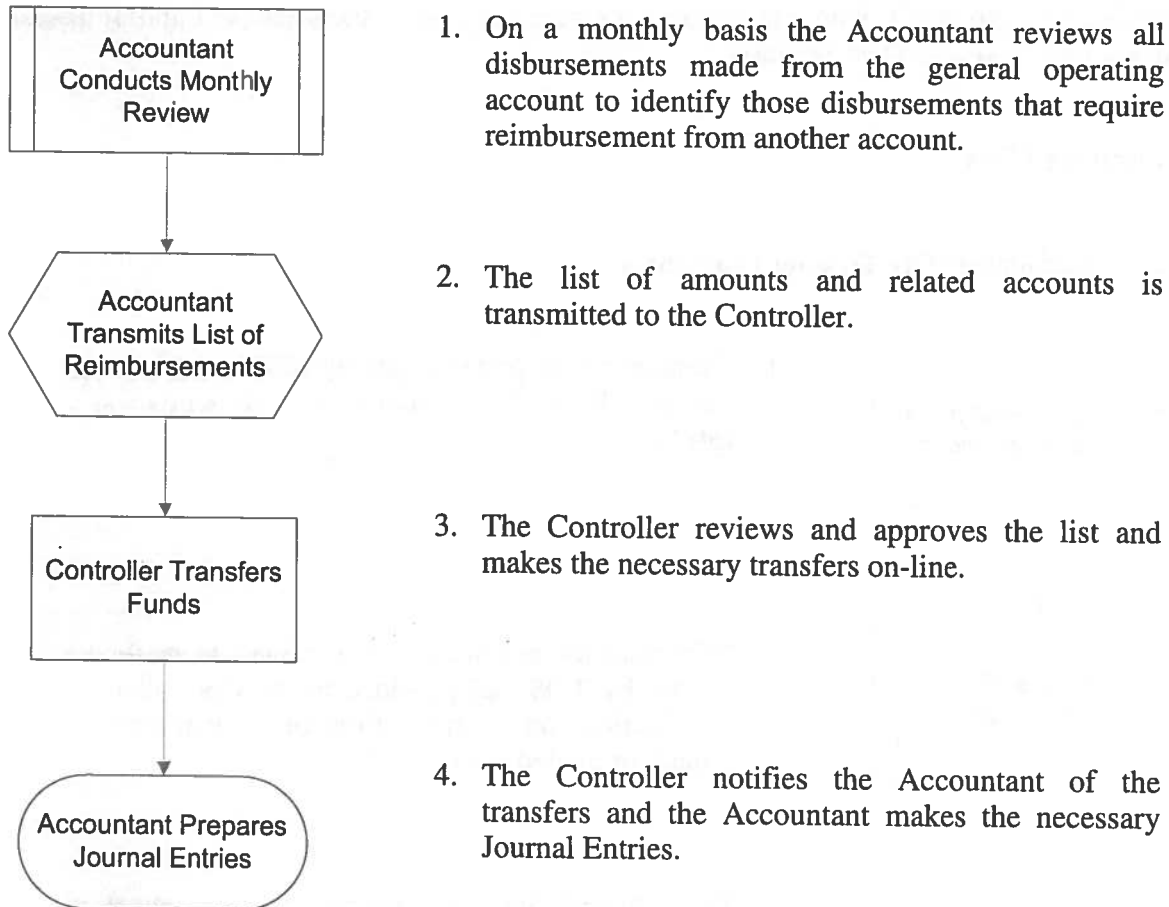 Accountant
Conducts Monthly
Review
1. On a monthly basis the Accountant reviews all
disbursements made from the general operating
account to identify those disbursements that require
reimbursement from another account.
Accountant
Transmits List of
Reimbursements
2. The list of amounts and related accounts is
transmitted to the Controller.
Controller Transfers
Funds
3. The Controller reviews and approves the list and
makes the necessary transfers on-line.
Accountant Prepares
Journal Entries
4. The Controller notifies the Accountant of the
transfers and the Accountant makes the necessary
Journal Entries.